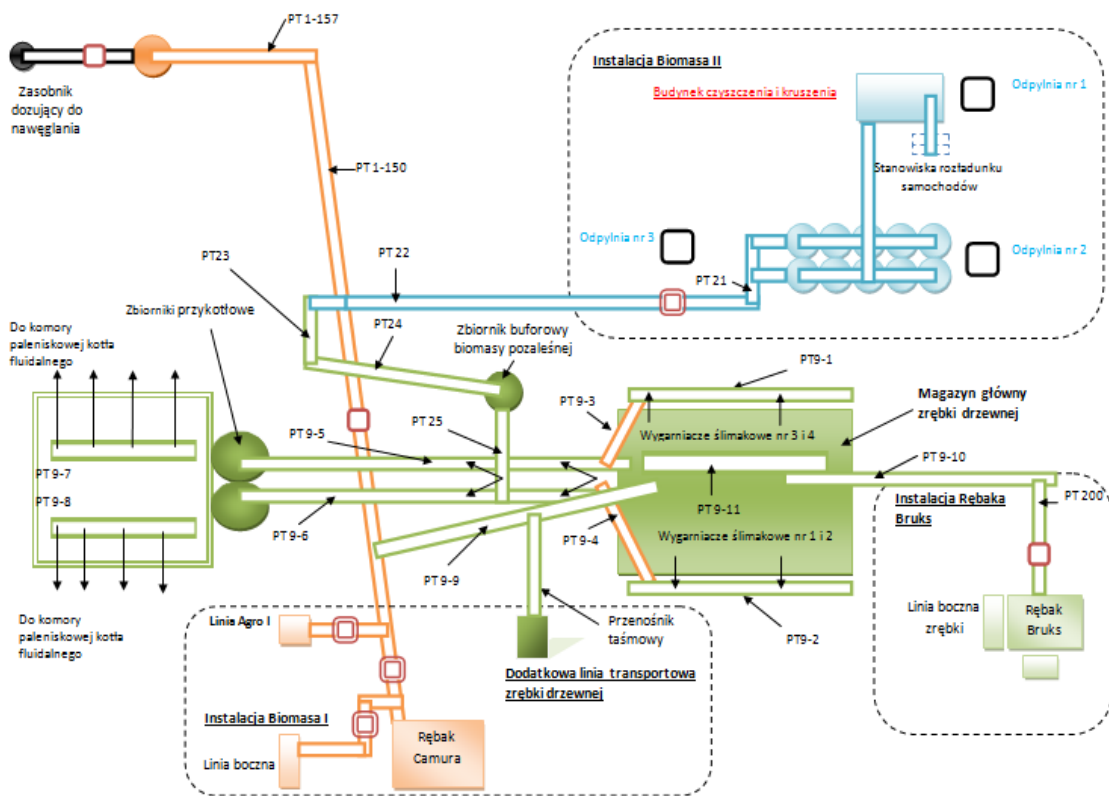 PT 1-157
Zasobnik
dozujący do
nawęglania
Instalacja Biomasa II
Budynek czyszczenia i kruszenia
Odpylnia nr 1
Stanowiska rozładunku
samochodów
PT 1-150
Odpylnia nr 3
Odpylnia nr 2
PT23
PT 22
PT 21
Zbiorniki przykotłowe
PT24
Zbiornik buforowy
biomasy pozaleśnej
Do komory
paleniskowej kotła
fluidalnego
PT9-1
PT 9-3
Magazyn główny
zrębki drzewnej
PT 9-5
PT 25
Wygarniacze ślimakowe nr 3 i 4
PT 9-10
PT 9-7
PT 9-8
PT 9-11
Instalacja Rębaka
Bruks
PT 200
PT 9-6
PT 9-4
Wygarniacze ślimakowe nr 1 i 2
PT 9-9
Do komory
paleniskowej kotła
fluidalnego
Linia Agro I
Przenośnik
taśmowy
PT9-2
Linia boczna
zrębki
Rębak
Bruks
Dodatkowa linia transportowa
zrębki drzewnej
Instalacja Biomasa I
Linia boczna
Rębak
Camura